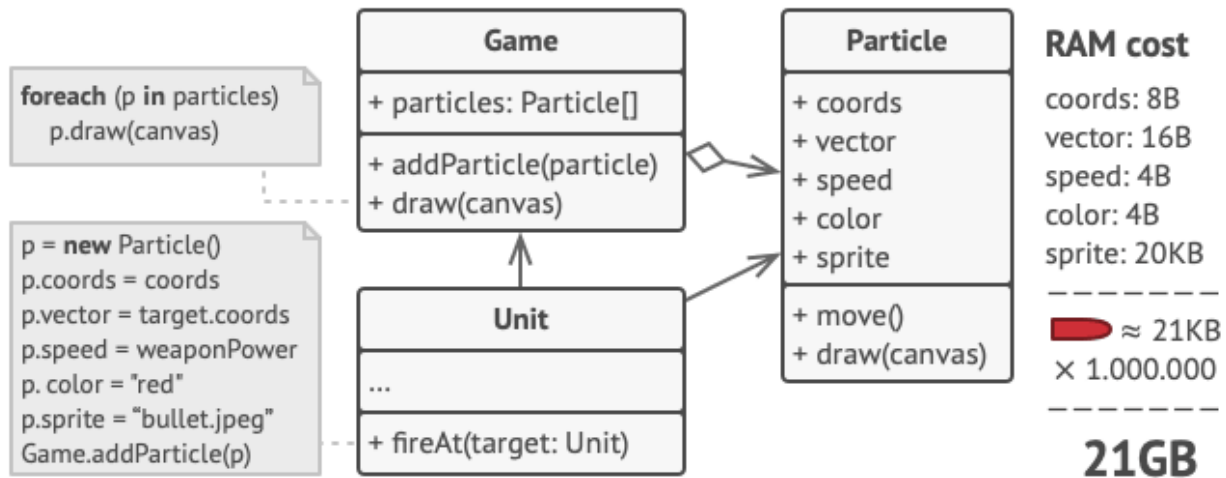 foreach (p in particles)
p.draw(canvas)
p = new Particle()
p.coords = coords
p.vector = target.coords
p.speed = weaponPower
p. color = "red"
p.sprite = “bullet.jpeg"
Game.addParticle(p)
Game
+ particles: Particle[]
+ addParticle(particle)
+ draw(canvas)
Unit
...
+ fireAt(target: Unit)
Particle
+ coords
+ vector
+ speed
+ color
+ sprite
+ move()
+ draw(canvas)
RAM cost
coords: 8B
vector: 16B
speed: 4B
color: 4B
sprite: 20KB
≈ 21KB
× 1.000.000
21GB